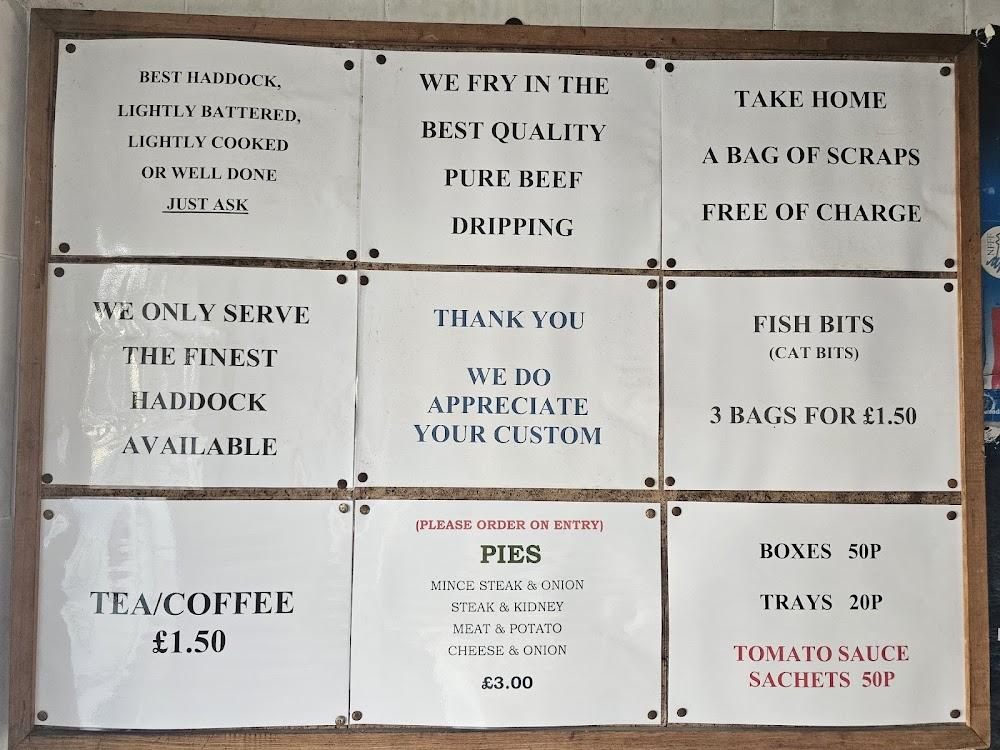 BEST HADDOCK,
LIGHTLY BATTERED,
LIGHTLY COOKED
OR WELL DONE
JUST ASK
WE FRY IN THE
BEST QUALITY
PURE BEEF
DRIPPING
TAKE HOME
A BAG OF SCRAPS
FREE OF CHARGE
WE ONLY SERVE
THE FINEST
HADDOCK
AVAILABLE
THANK YOU
WE DO
APPRECIATE
YOUR CUSTOM
FISH BITS
(CAT BITS)
3 BAGS FOR £1.50
TEA/COFFEE
£1.50
(PLEASE ORDER ON ENTRY)
PIES
MINCE STEAK & ONION
STEAK & KIDNEY
MEAT & POTATO
CHEESE & ONION
£3.00
BOXES 50P
TRAYS 20P
TOMATO SAUCE
SACHETS 50P
NFFF